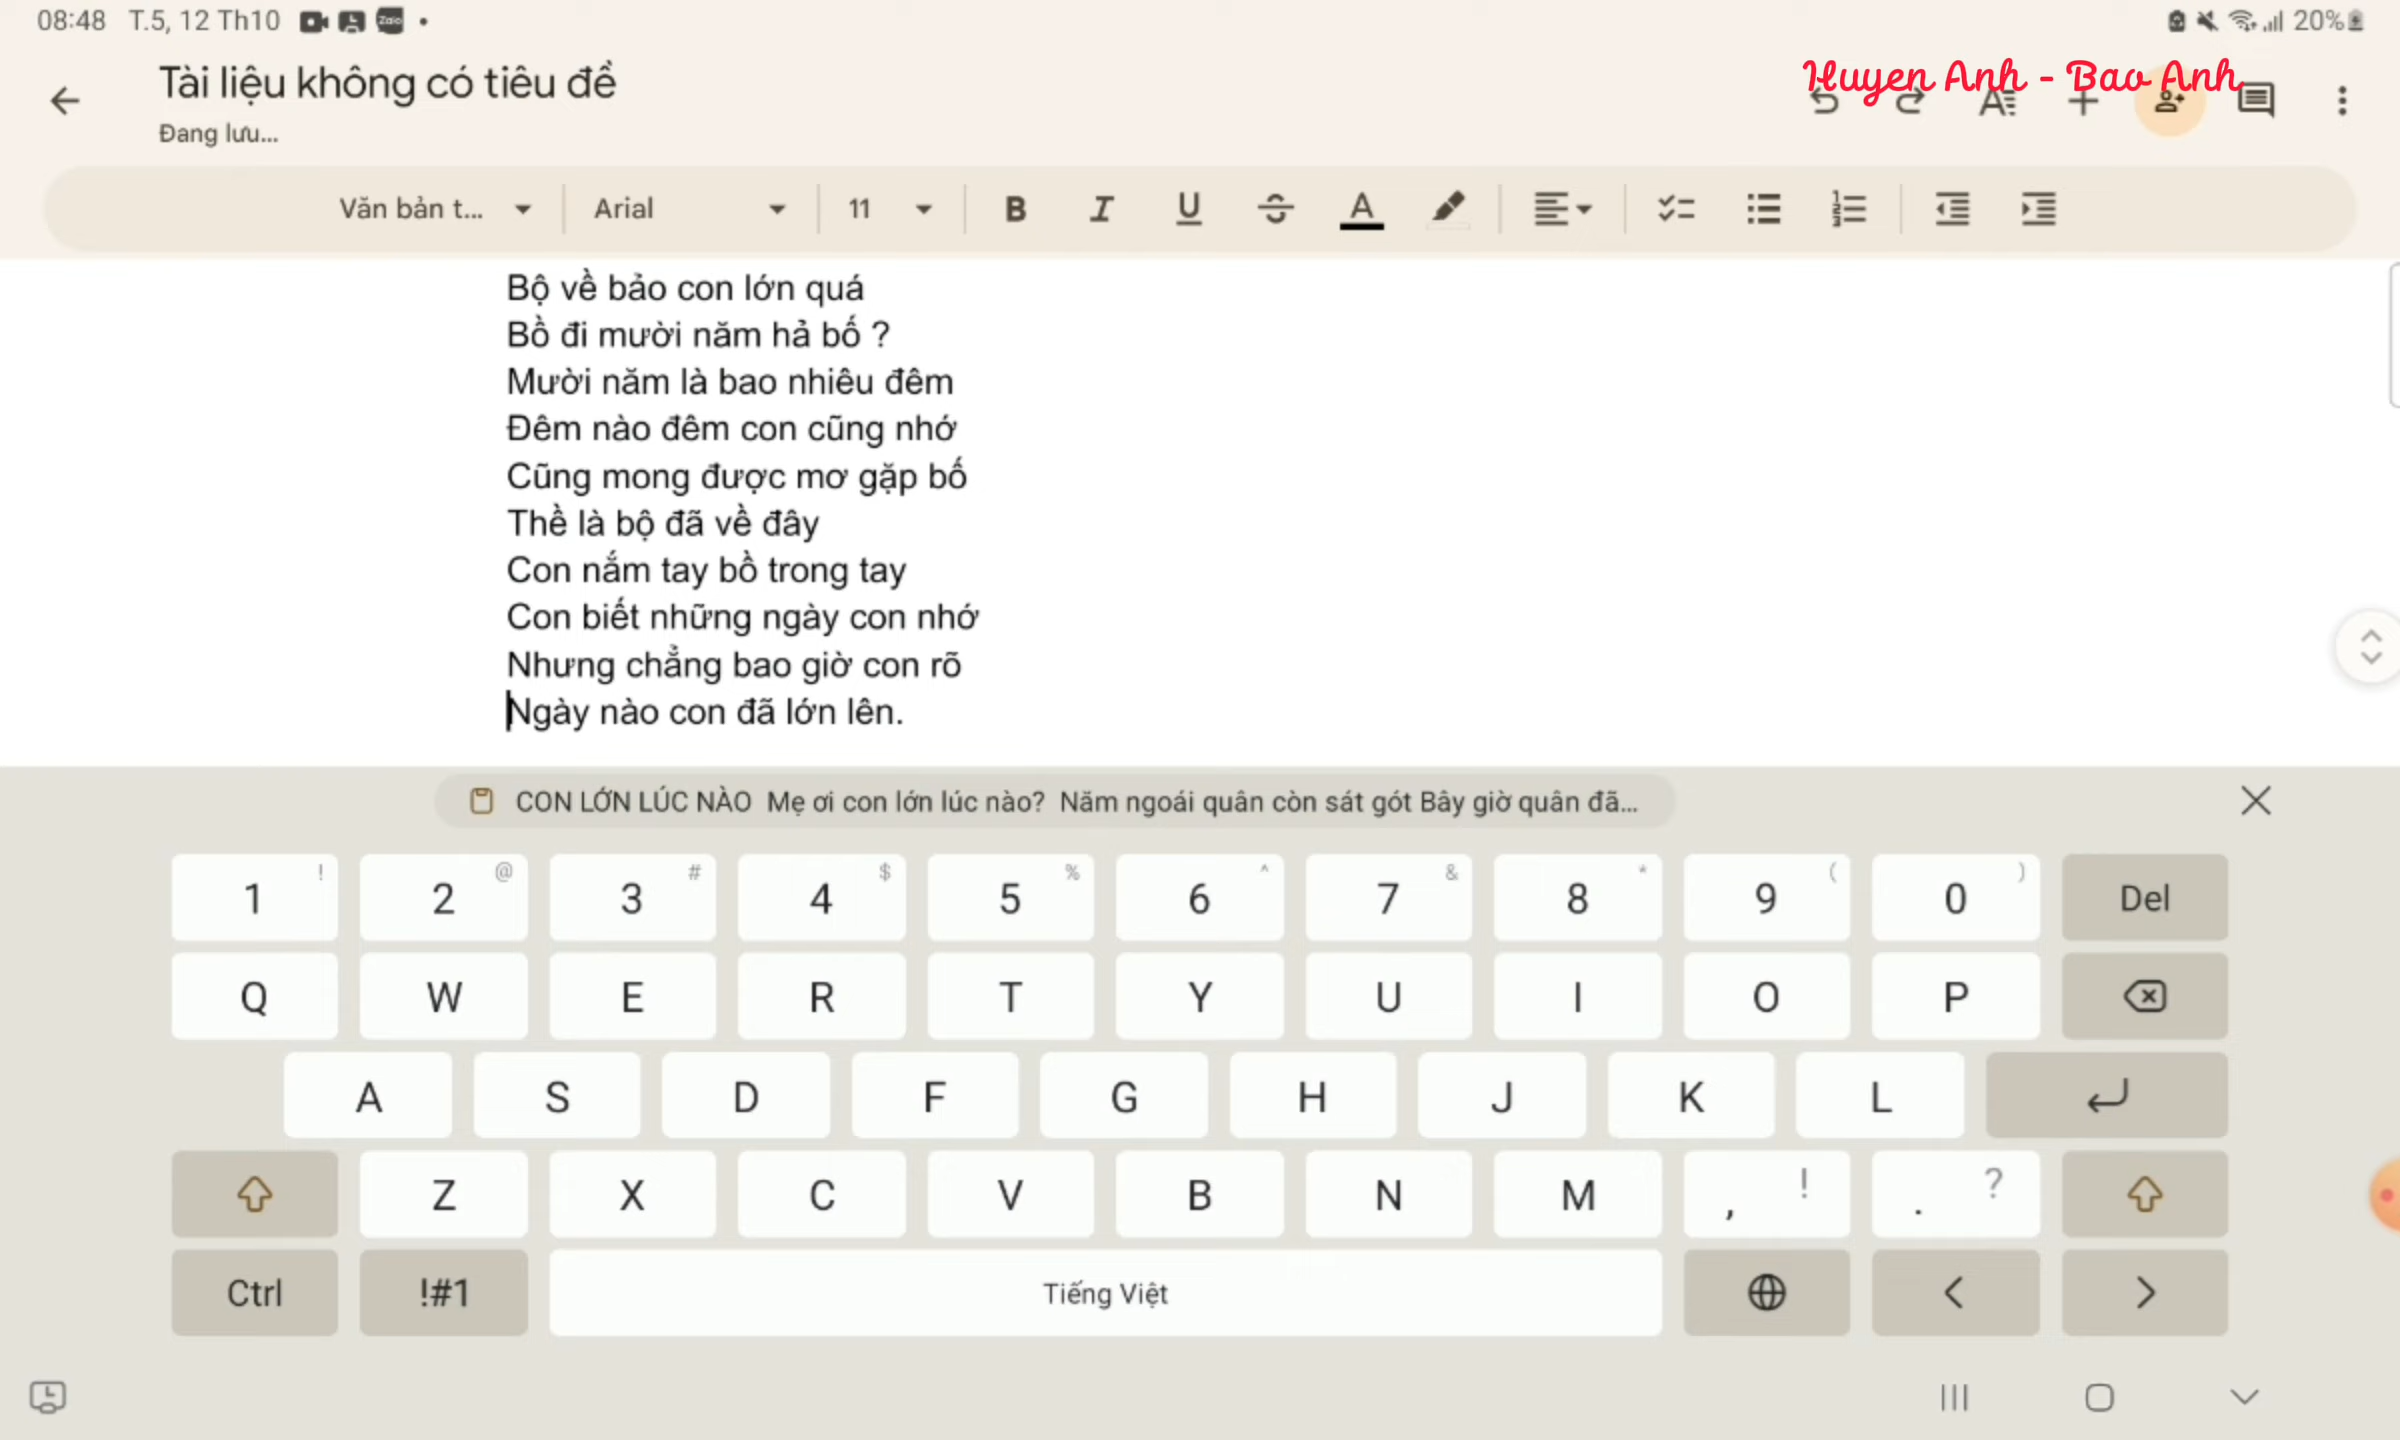 08:48 T.5, 12 Th10 Zalo 20%
Tài liệu không có tiêu đề
Đang lưu...
Huyen Anh - Bao Anh
Văn bản t... Arial 11 B I U S A
Bộ về bảo con lớn quá
Bồ đi mười năm hả bố ?
Mười năm là bao nhiêu đêm
Đêm nào đêm con cũng nhớ
Cũng mong được mơ gặp bố
Thề là bộ đã về đây
Con nắm tay bồ trong tay
Con biết những ngày con nhớ
Nhưng chẳng bao giờ con rõ
Ngày nào con đã lớn lên.
CON LỚN LÚC NÀO Mẹ ơi con lớn lúc nào? Năm ngoái quân còn sát gót Bây giờ quân đã...
1 ! 2 @ 3 # 4 $ 5 % 6 ^ 7 & 8 * 9 ( 0 ) Del
Q W E R T Y U I O P
A S D F G H J K L
Z X C V B N M , ! . ?
Ctrl !#1 Tiếng Việt < >